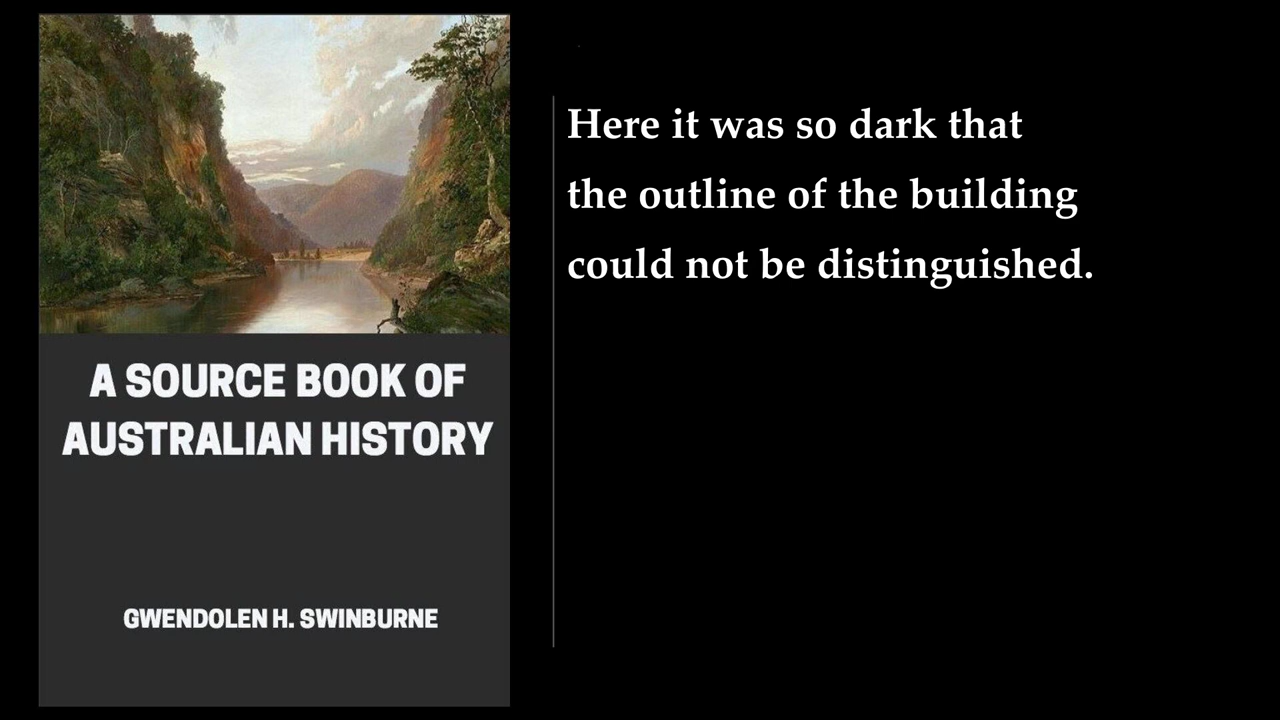 A SOURCE BOOK OF
AUSTRALIAN HISTORY
GWENDOLEN H. SWINBURNE
Here it was so dark that
the outline of the building
could not be distinguished.